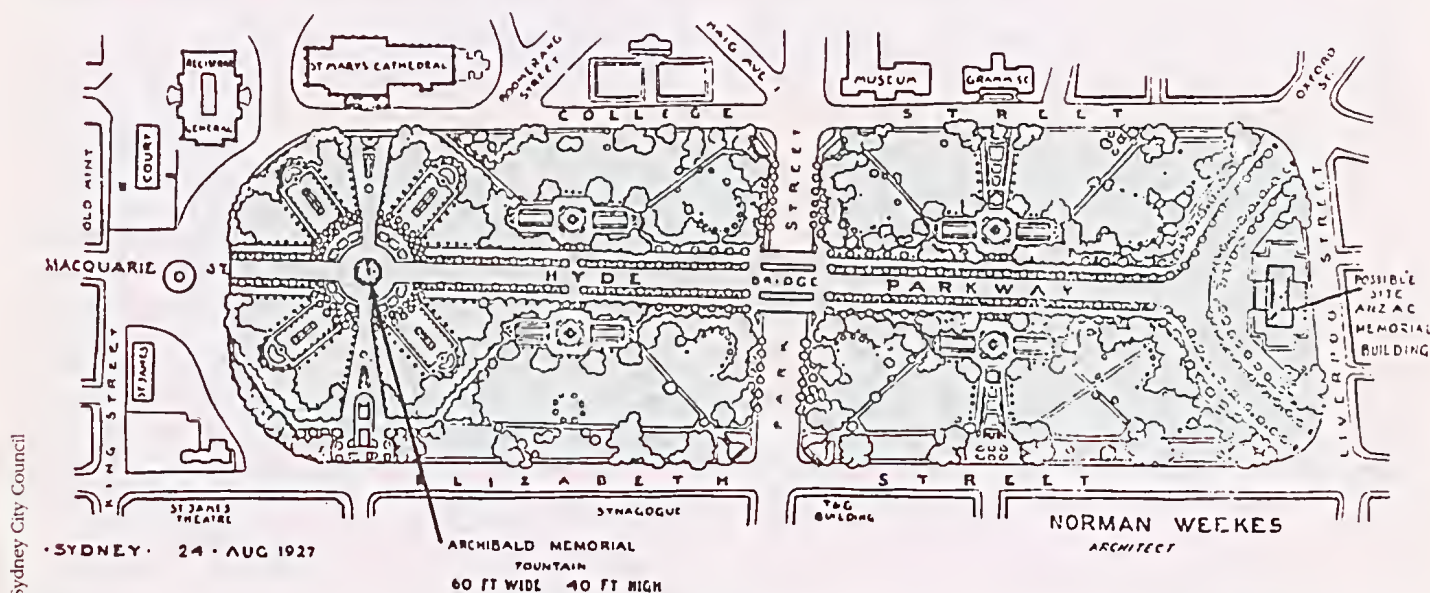 REGISTRAR
GENERAL
ST MARYS CATHEDRAL
BOOMERANG
STREET
HAIG AVE
MUSEUM
GRAMM SC
OXFORD
ST.
COLLEGE STREET
OLD MINT
COURT
MACQUARIE ST
HYDE PARKWAY
BRIDGE
PARK STREET
POSSIBLE
SITE
ANZAC
MEMORIAL
BUILDING
LIVERPOOL STREET
KING STREET
ST JAMES
ELIZABETH STREET
ST JAMES
THEATRE
SYNAGOGUE
T&G
BUILDING
NORMAN WEEKES
ARCHITECT
·SYDNEY· 24·AUG 1927
ARCHIBALD MEMORIAL
FOUNTAIN
60 FT WIDE 40 FT HIGH
Sydney City Council